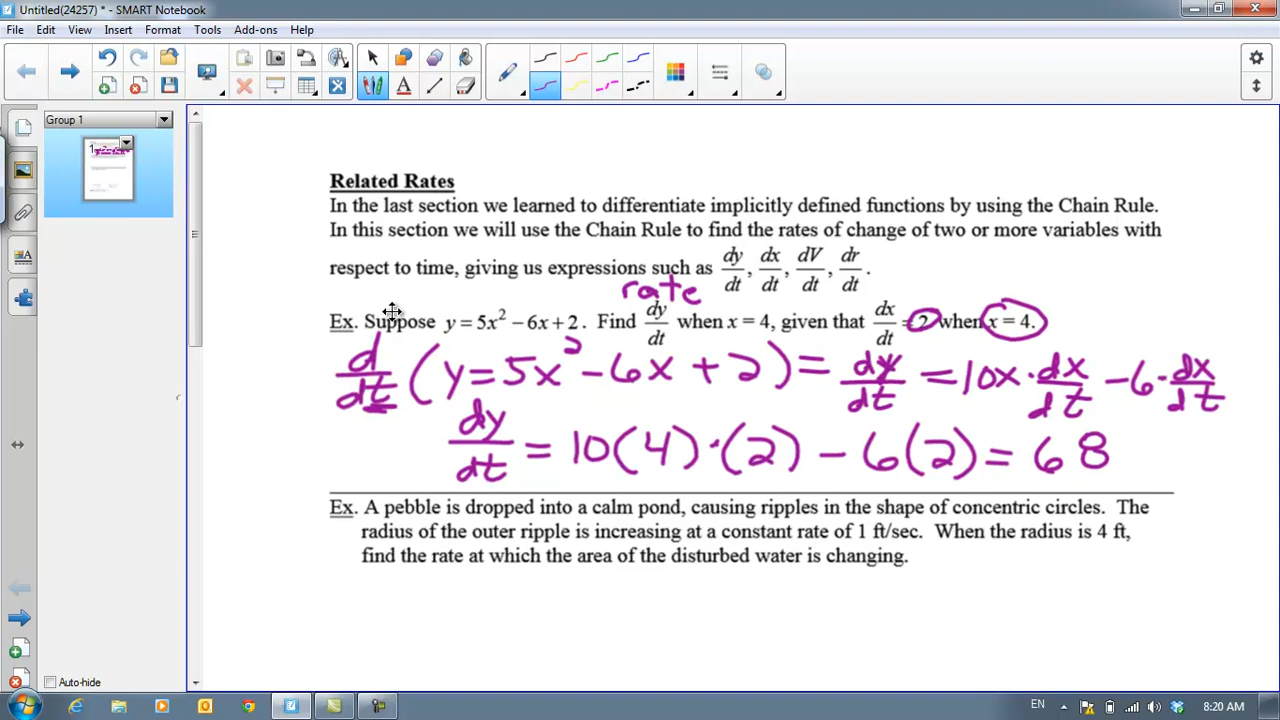 Untitled(24257) * - SMART Notebook
File Edit View Insert Format Tools Add-ons Help
Group 1
1
Related Rates
In the last section we learned to differentiate implicitly defined functions by using the Chain Rule.
In this section we will use the Chain Rule to find the rates of change of two or more variables with
respect to time, giving us expressions such as dy/dt, dx/dt, dV/dt, dr/dt.
rate
Ex. Suppose y = 5x² − 6x + 2. Find dy/dt when x = 4, given that dx/dt = 2 when x = 4.
d/dt (y = 5x² − 6x + 2) = dy/dt = 10x · dx/dt − 6 · dx/dt
dy/dt = 10(4) · (2) − 6(2) = 68
Ex. A pebble is dropped into a calm pond, causing ripples in the shape of concentric circles. The
radius of the outer ripple is increasing at a constant rate of 1 ft/sec. When the radius is 4 ft,
find the rate at which the area of the disturbed water is changing.
Auto-hide
EN 8:20 AM